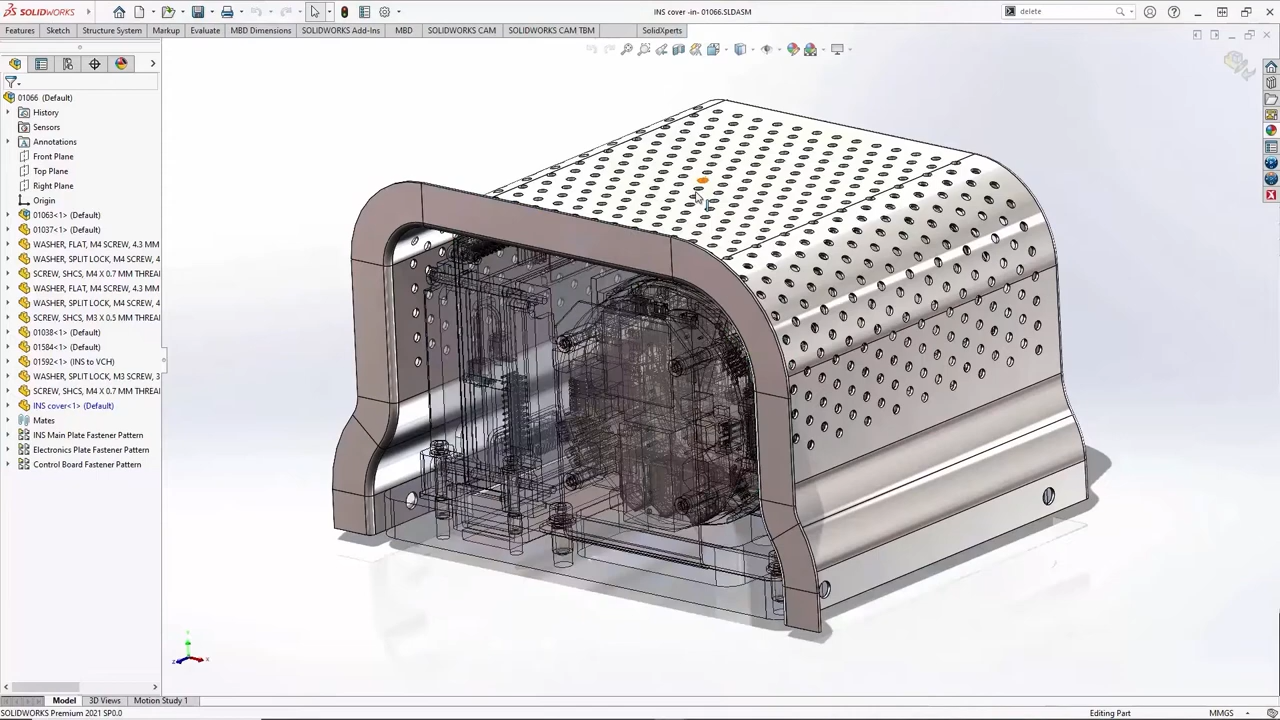 SOLIDWORKS
INS cover -in- 01066.SLDASM
delete
Features Sketch Structure System Markup Evaluate MBD Dimensions SOLIDWORKS Add-Ins MBD SOLIDWORKS CAM SOLIDWORKS CAM TBM SolidXperts
01066 (Default)
History
Sensors
Annotations
Front Plane
Top Plane
Right Plane
Origin
01063<1> (Default)
01037<1> (Default)
WASHER, FLAT, M4 SCREW, 4.3 MM
WASHER, SPLIT LOCK, M4 SCREW, 4
SCREW, SHCS, M4 X 0.7 MM THREA
WASHER, FLAT, M4 SCREW, 4.3 MM
WASHER, SPLIT LOCK, M4 SCREW, 4
SCREW, SHCS, M3 X 0.5 MM THREA
01038<1> (Default)
01584<1> (Default)
01592<1> (INS to VCH)
WASHER, SPLIT LOCK, M3 SCREW, 3
SCREW, SHCS, M4 X 0.7 MM THREA
INS cover<1> (Default)
Mates
INS Main Plate Fastener Pattern
Electronics Plate Fastener Pattern
Control Board Fastener Pattern
Model 3D Views Motion Study 1
SOLIDWORKS Premium 2021 SP0.0 Editing Part MMGS